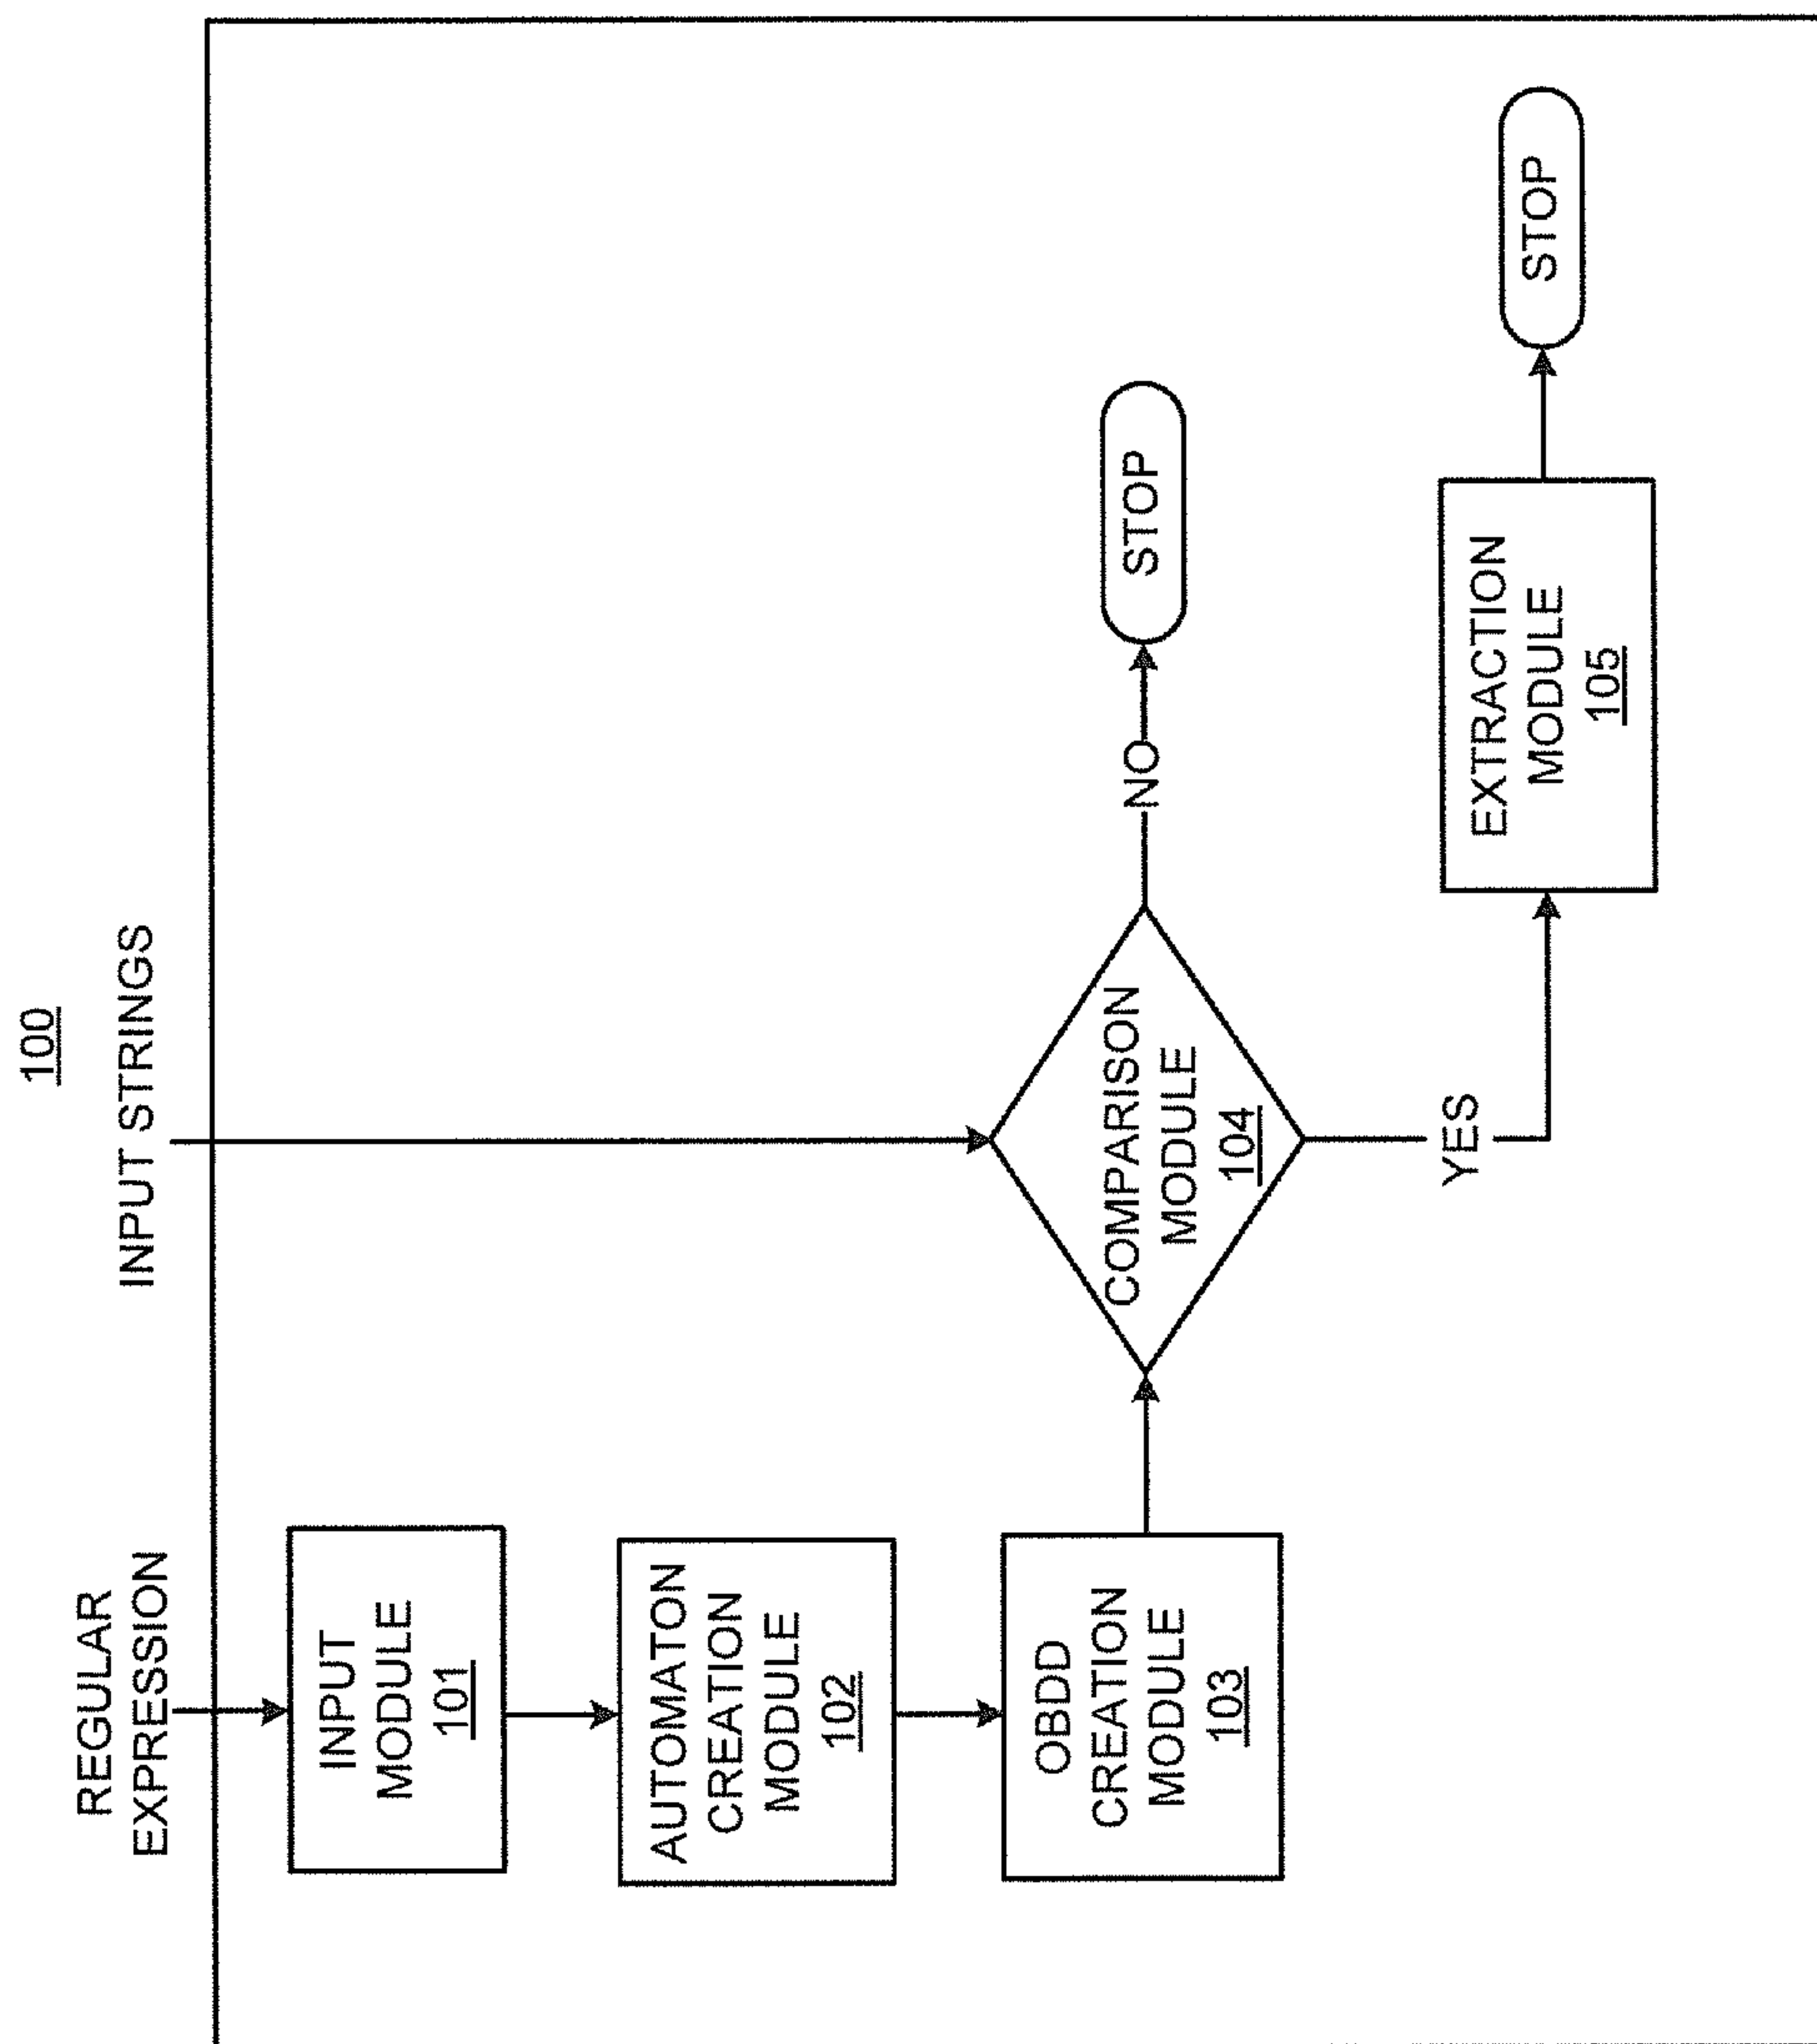 100
REGULAR
EXPRESSION
INPUT STRINGS
INPUT
MODULE
101
AUTOMATON
CREATION
MODULE
102
OBDD
CREATION
MODULE
103
COMPARISON
MODULE
104
NO
STOP
YES
EXTRACTION
MODULE
105
STOP